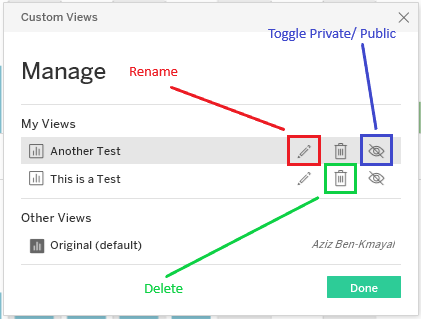 Custom Views
Toggle Private/ Public
Manage
Rename
My Views
Another Test
This is a Test
Other Views
Original (default) Aziz Ben-Kmayal
Delete
Done